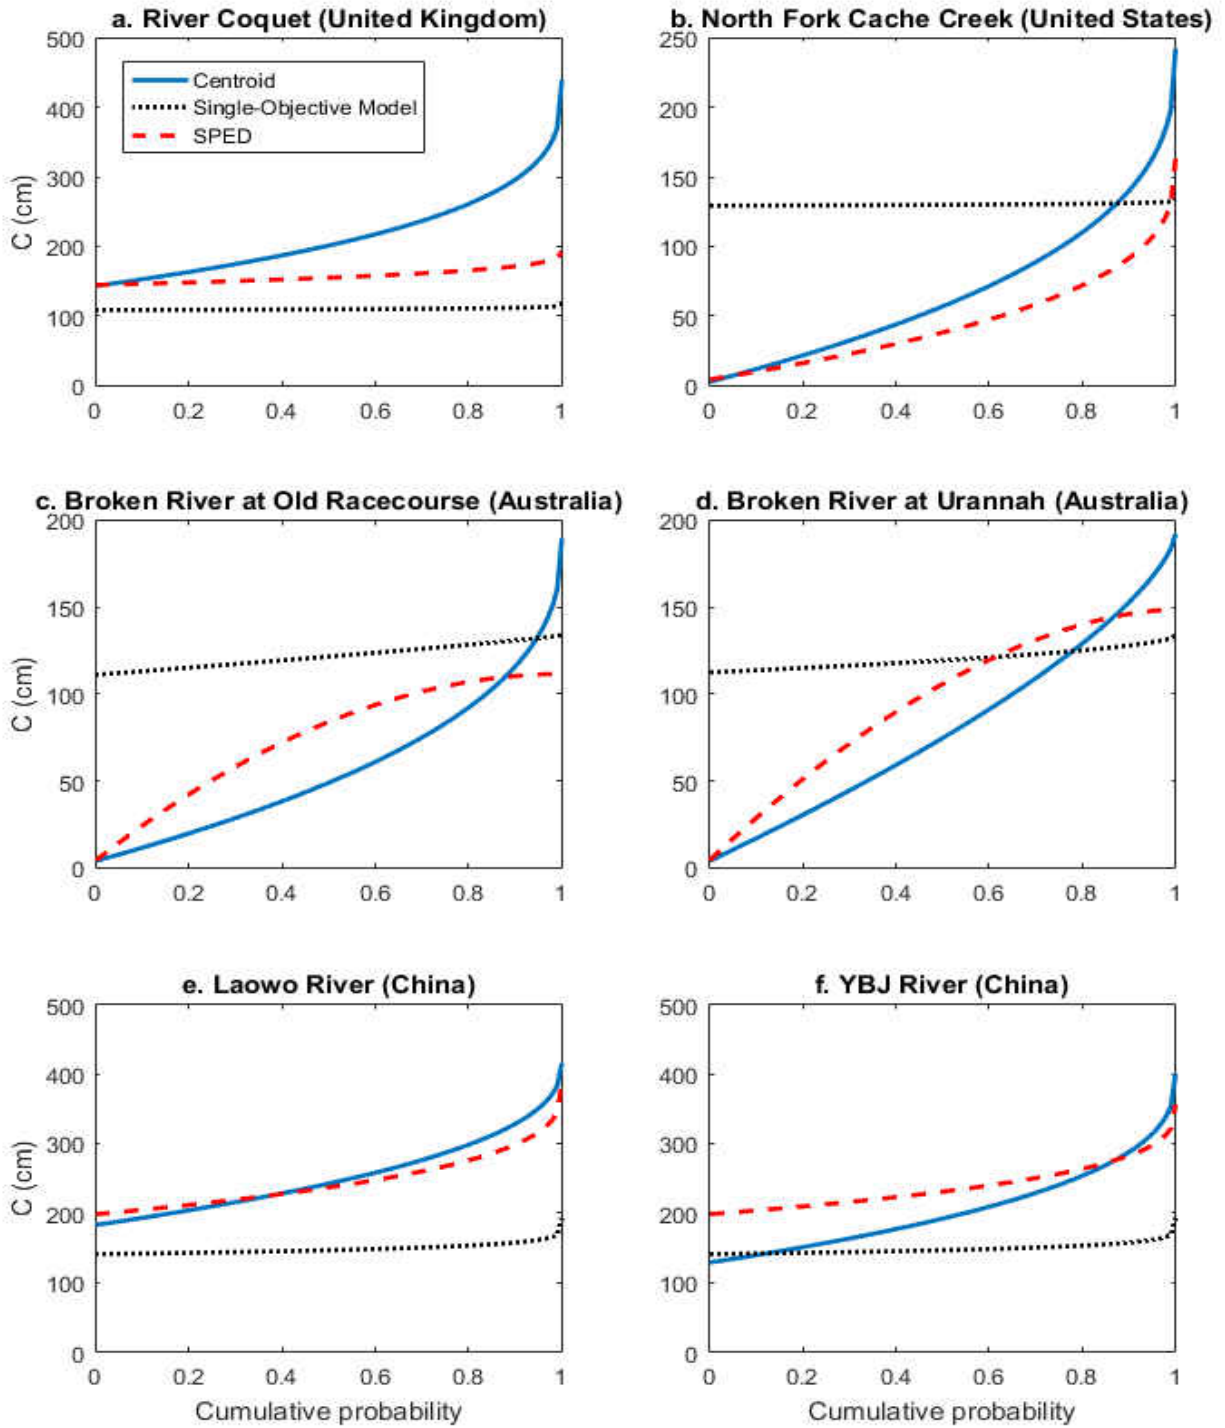 a. River Coquet (United Kingdom)
500
400
300
200
100
0
C (cm)
Centroid
Single-Objective Model
SPED
0 0.2 0.4 0.6 0.8 1
b. North Fork Cache Creek (United States)
250
200
150
100
50
0
0 0.2 0.4 0.6 0.8 1
c. Broken River at Old Racecourse (Australia)
200
150
100
50
0
C (cm)
0 0.2 0.4 0.6 0.8 1
d. Broken River at Urannah (Australia)
200
150
100
50
0
0 0.2 0.4 0.6 0.8 1
e. Laowo River (China)
500
400
300
200
100
0
C (cm)
0 0.2 0.4 0.6 0.8 1
Cumulative probability
f. YBJ River (China)
500
400
300
200
100
0
0 0.2 0.4 0.6 0.8 1
Cumulative probability